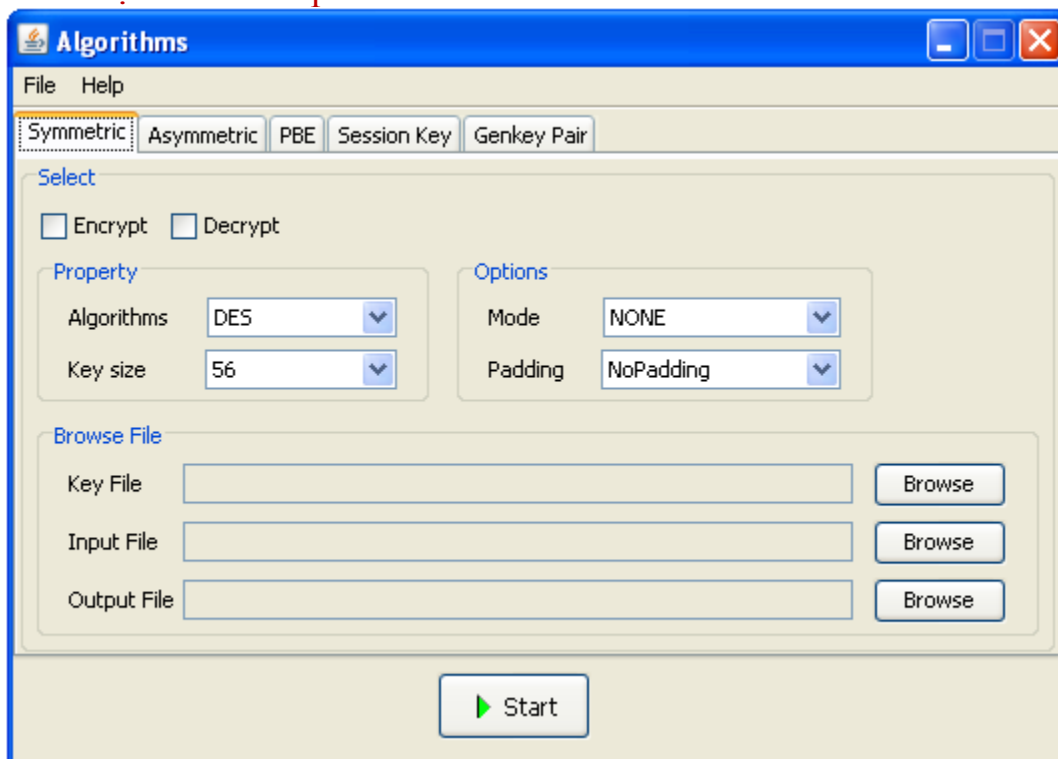 Algorithms
File Help
Symmetric Asymmetric PBE Session Key Genkey Pair
Select
Encrypt Decrypt
Property Options
Algorithms DES Mode NONE
Key size 56 Padding NoPadding
Browse File
Key File Browse
Input File Browse
Output File Browse
Start